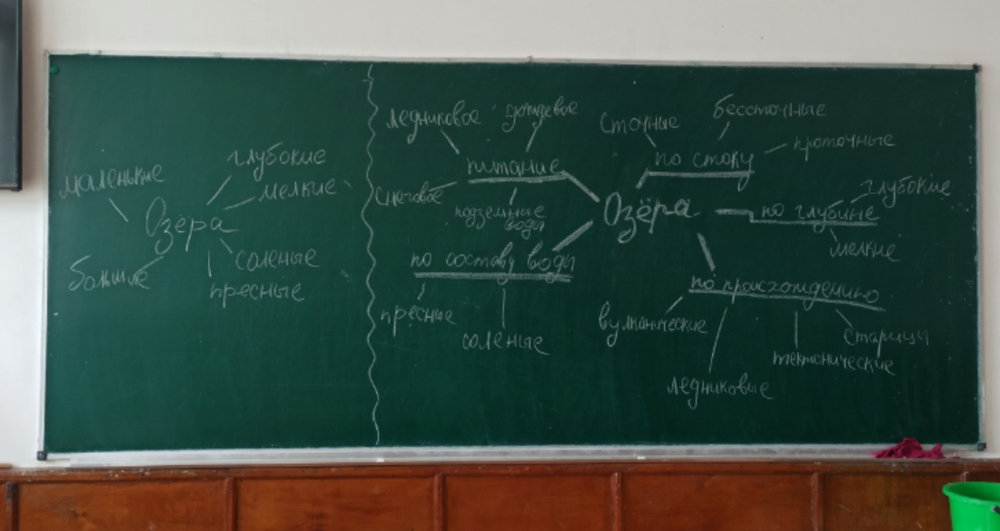 маленькие
глубокие
мелкие
Озёра
большие
соленые
пресные
ледниковое
дождевое
питание
снеговое
подземные
воды
по составу воды
пресные
соленые
Озёра
сточные
бессточные
проточные
по стоку
по глубине
глубокие
мелкие
по происхождению
вулканические
ледниковые
тектонические
старицы